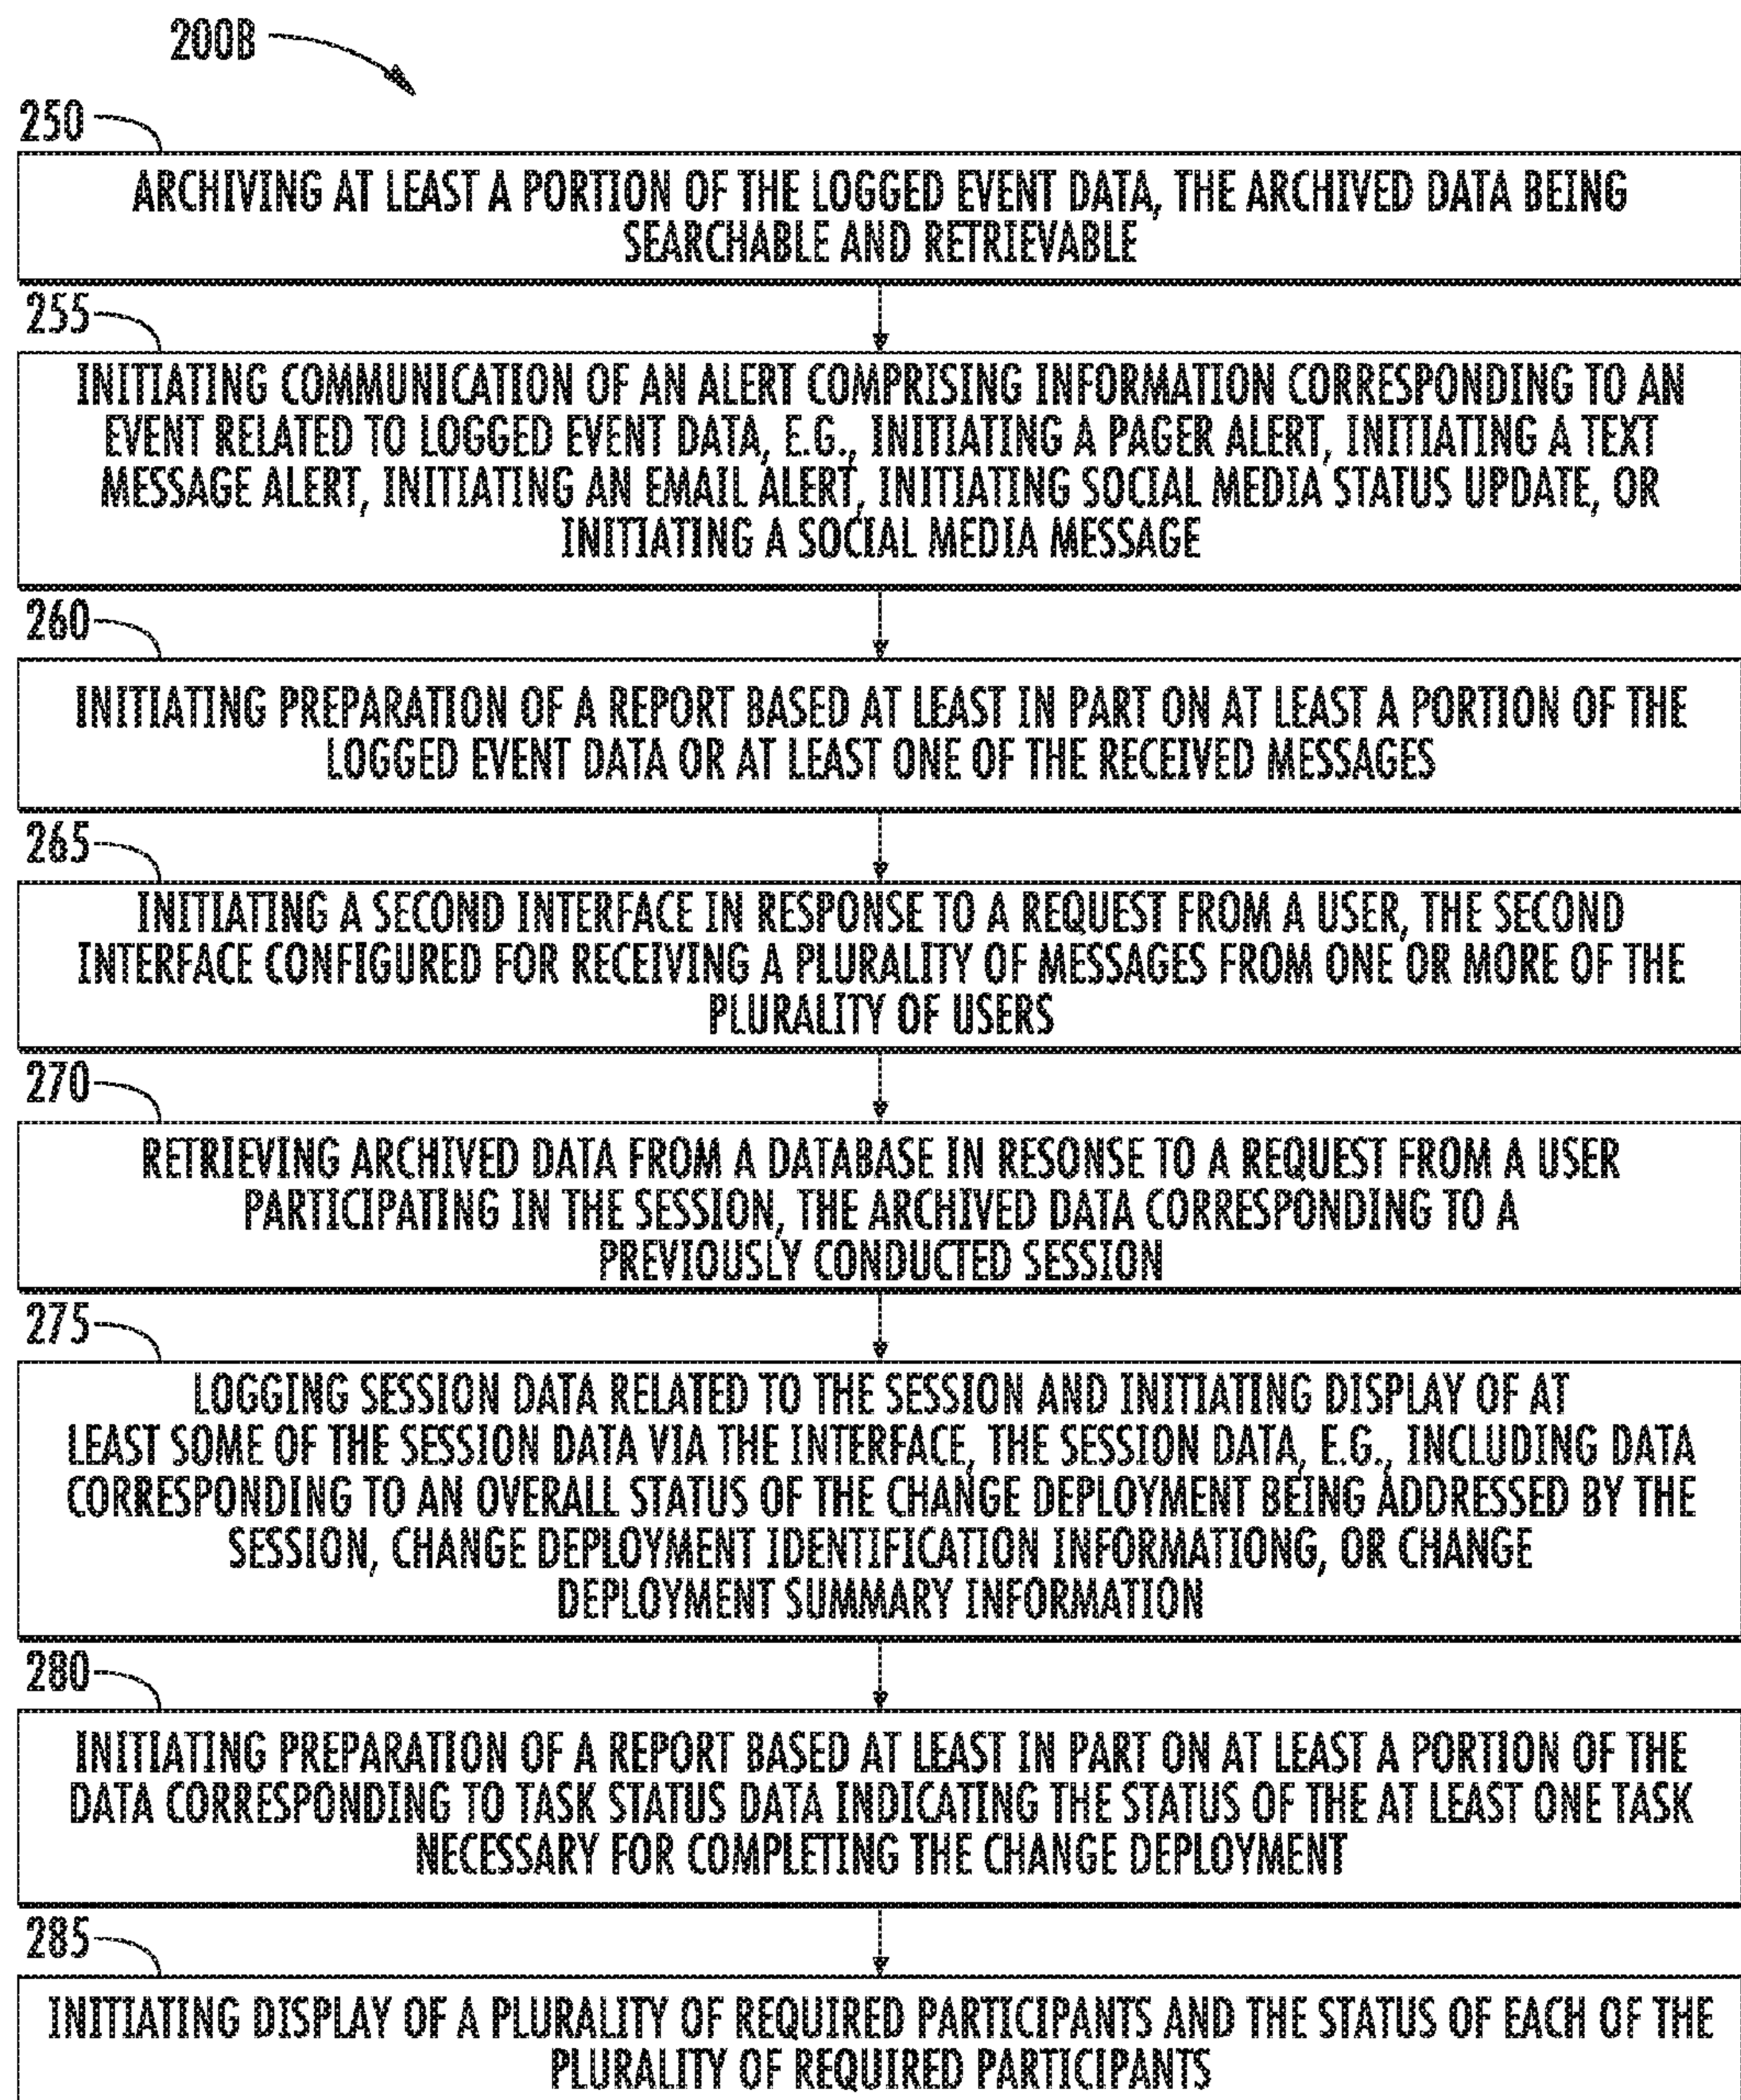 200B
250
ARCHIVING AT LEAST A PORTION OF THE LOGGED EVENT DATA, THE ARCHIVED DATA BEING
SEARCHABLE AND RETRIEVABLE
255
INITIATING COMMUNICATION OF AN ALERT COMPRISING INFORMATION CORRESPONDING TO AN
EVENT RELATED TO LOGGED EVENT DATA, E.G., INITIATING A PAGER ALERT, INITIATING A TEXT
MESSAGE ALERT, INITIATING AN EMAIL ALERT, INITIATING SOCIAL MEDIA STATUS UPDATE, OR
INITIATING A SOCIAL MEDIA MESSAGE
260
INITIATING PREPARATION OF A REPORT BASED AT LEAST IN PART ON AT LEAST A PORTION OF THE
LOGGED EVENT DATA OR AT LEAST ONE OF THE RECEIVED MESSAGES
265
INITIATING A SECOND INTERFACE IN RESPONSE TO A REQUEST FROM A USER, THE SECOND
INTERFACE CONFIGURED FOR RECEIVING A PLURALITY OF MESSAGES FROM ONE OR MORE OF THE
PLURALITY OF USERS
270
RETRIEVING ARCHIVED DATA FROM A DATABASE IN RESONSE TO A REQUEST FROM A USER
PARTICIPATING IN THE SESSION, THE ARCHIVED DATA CORRESPONDING TO A
PREVIOUSLY CONDUCTED SESSION
275
LOGGING SESSION DATA RELATED TO THE SESSION AND INITIATING DISPLAY OF AT
LEAST SOME OF THE SESSION DATA VIA THE INTERFACE, THE SESSION DATA, E.G., INCLUDING DATA
CORRESPONDING TO AN OVERALL STATUS OF THE CHANGE DEPLOYMENT BEING ADDRESSED BY THE
SESSION, CHANGE DEPLOYMENT IDENTIFICATION INFORMATIONG, OR CHANGE
DEPLOYMENT SUMMARY INFORMATION
280
INITIATING PREPARATION OF A REPORT BASED AT LEAST IN PART ON AT LEAST A PORTION OF THE
DATA CORRESPONDING TO TASK STATUS DATA INDICATING THE STATUS OF THE AT LEAST ONE TASK
NECESSARY FOR COMPLETING THE CHANGE DEPLOYMENT
285
INITIATING DISPLAY OF A PLURALITY OF REQUIRED PARTICIPANTS AND THE STATUS OF EACH OF THE
PLURALITY OF REQUIRED PARTICIPANTS